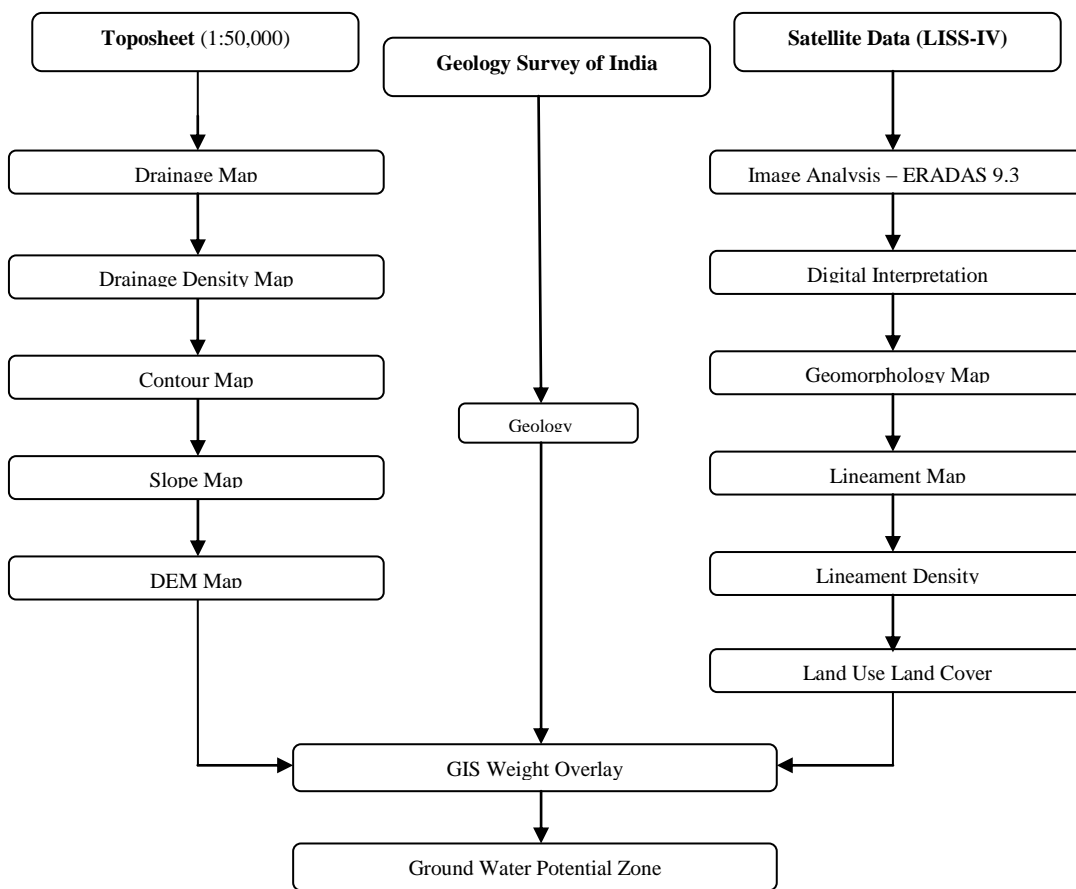 Toposheet (1:50,000)
Geology Survey of India
Satellite Data (LISS-IV)
Drainage Map
Image Analysis – ERADAS 9.3
Drainage Density Map
Digital Interpretation
Contour Map
Geomorphology Map
Geology
Slope Map
Lineament Map
DEM Map
Lineament Density
Land Use Land Cover
GIS Weight Overlay
Ground Water Potential Zone